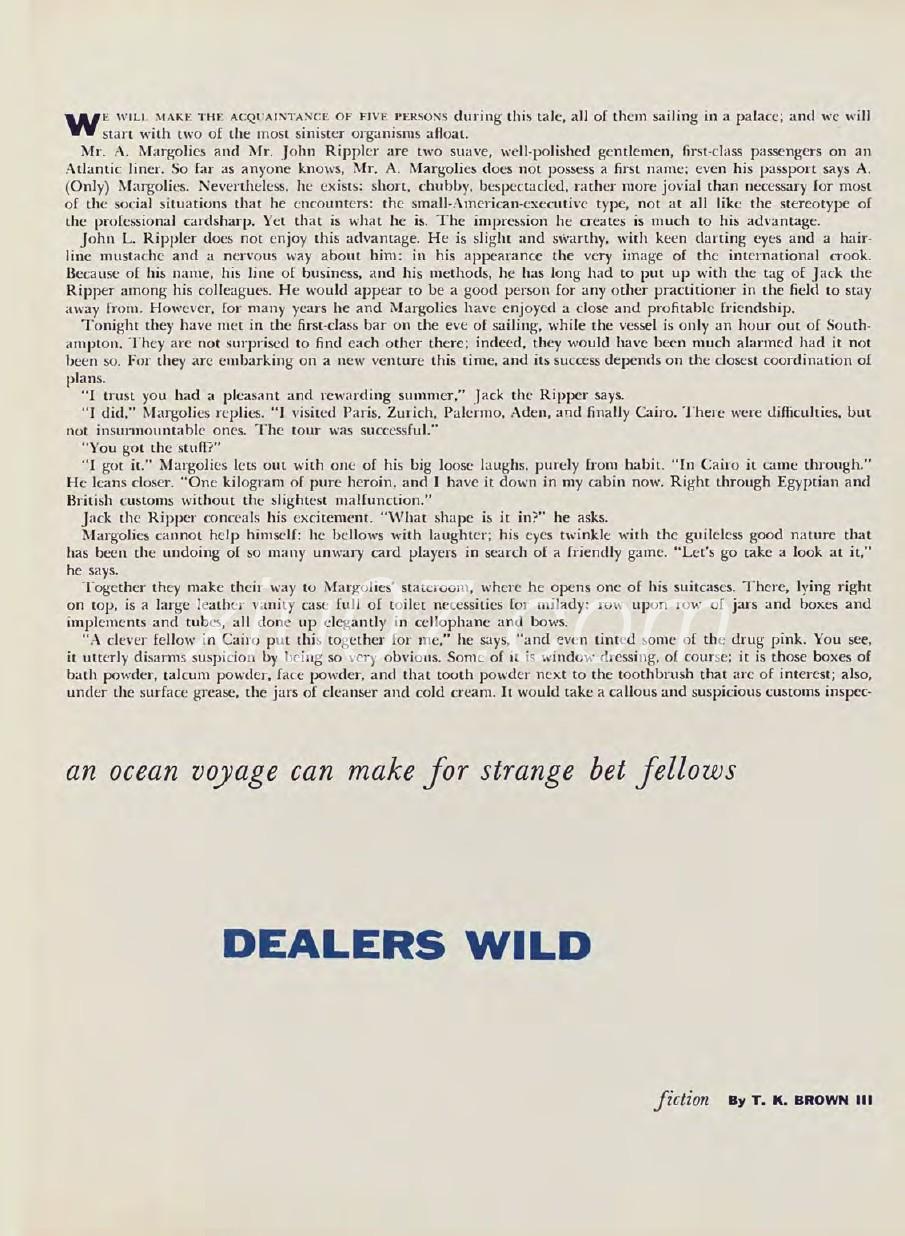 WE WILL MAKE THE ACQUAINTANCE OF FIVE PERSONS during this tale, all of them sailing in a palace; and we will
start with two of the most sinister organisms afloat.
Mr. A. Margolies and Mr. John Rippler are two suave, well-polished gentlemen, first-class passengers on an
Atlantic liner. So far as anyone knows, Mr. A. Margolies does not possess a first name; even his passport says A.
(Only) Margolies. Nevertheless, he exists: short, chubby, bespectacled, rather more jovial than necessary for most
of the social situations that he encounters: the small-American-executive type, not at all like the stereotype of
the professional cardsharp. Yet that is what he is. The impression he creates is much to his advantage.
John L. Rippler does not enjoy this advantage. He is slight and swarthy, with keen darting eyes and a hair-
line mustache and a nervous way about him: in his appearance the very image of the international crook.
Because of his name, his line of business, and his methods, he has long had to put up with the tag of Jack the
Ripper among his colleagues. He would appear to be a good person for any other practitioner in the field to stay
away from. However, for many years he and Margolies have enjoyed a close and profitable friendship.
Tonight they have met in the first-class bar on the eve of sailing, while the vessel is only an hour out of South-
ampton. They are not surprised to find each other there; indeed, they would have been much alarmed had it not
been so. For they are embarking on a new venture this time, and its success depends on the closest coordination of
plans.
"I trust you had a pleasant and rewarding summer," Jack the Ripper says.
"I did," Margolies replies. "I visited Paris, Zurich, Palermo, Aden, and finally Cairo. There were difficulties, but
not insurmountable ones. The tour was successful."
"You got the stuff?"
"I got it." Margolies lets out with one of his big loose laughs, purely from habit. "In Cairo it came through."
He leans closer. "One kilogram of pure heroin, and I have it down in my cabin now. Right through Egyptian and
British customs without the slightest malfunction."
Jack the Ripper conceals his excitement. "What shape is it in?" he asks.
Margolies cannot help himself: he bellows with laughter; his eyes twinkle with the guileless good nature that
has been the undoing of so many unwary card players in search of a friendly game. "Let's go take a look at it,"
he says.
Together they make their way to Margolies' stateroom, where he opens one of his suitcases. There, lying right
on top, is a large leather vanity case full of toilet necessities for milady: row upon row of jars and boxes and
implements and tubes, all done up elegantly in cellophane and bows.
"A clever fellow in Cairo put this together for me," he says, "and even tinted some of the drug pink. You see,
it utterly disarms suspicion by being so very obvious. Some of it is window dressing, of course; it is those boxes of
bath powder, talcum powder, face powder, and that tooth powder next to the toothbrush that are of interest; also,
under the surface grease, the jars of cleanser and cold cream. It would take a callous and suspicious customs inspec-
an ocean voyage can make for strange bet fellows
DEALERS WILD
fiction By T. K. BROWN III